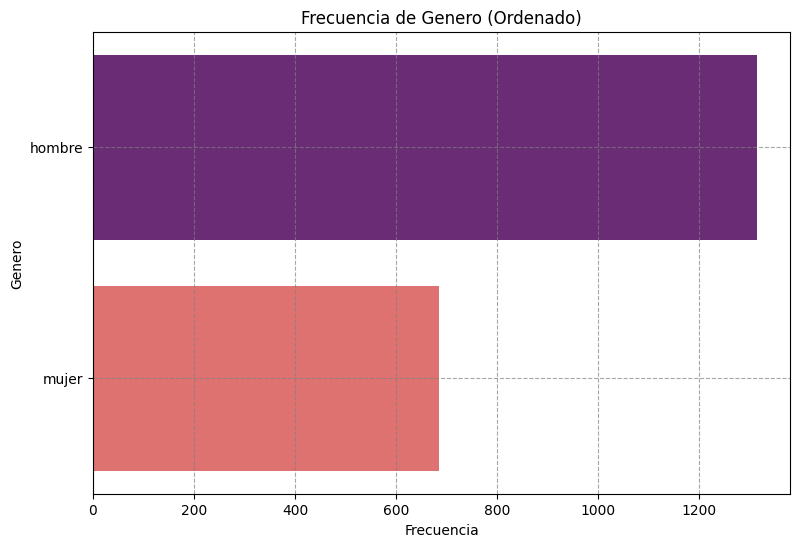 Frecuencia de Genero (Ordenado)
Genero
hombre
mujer
0 200 400 600 800 1000 1200
Frecuencia